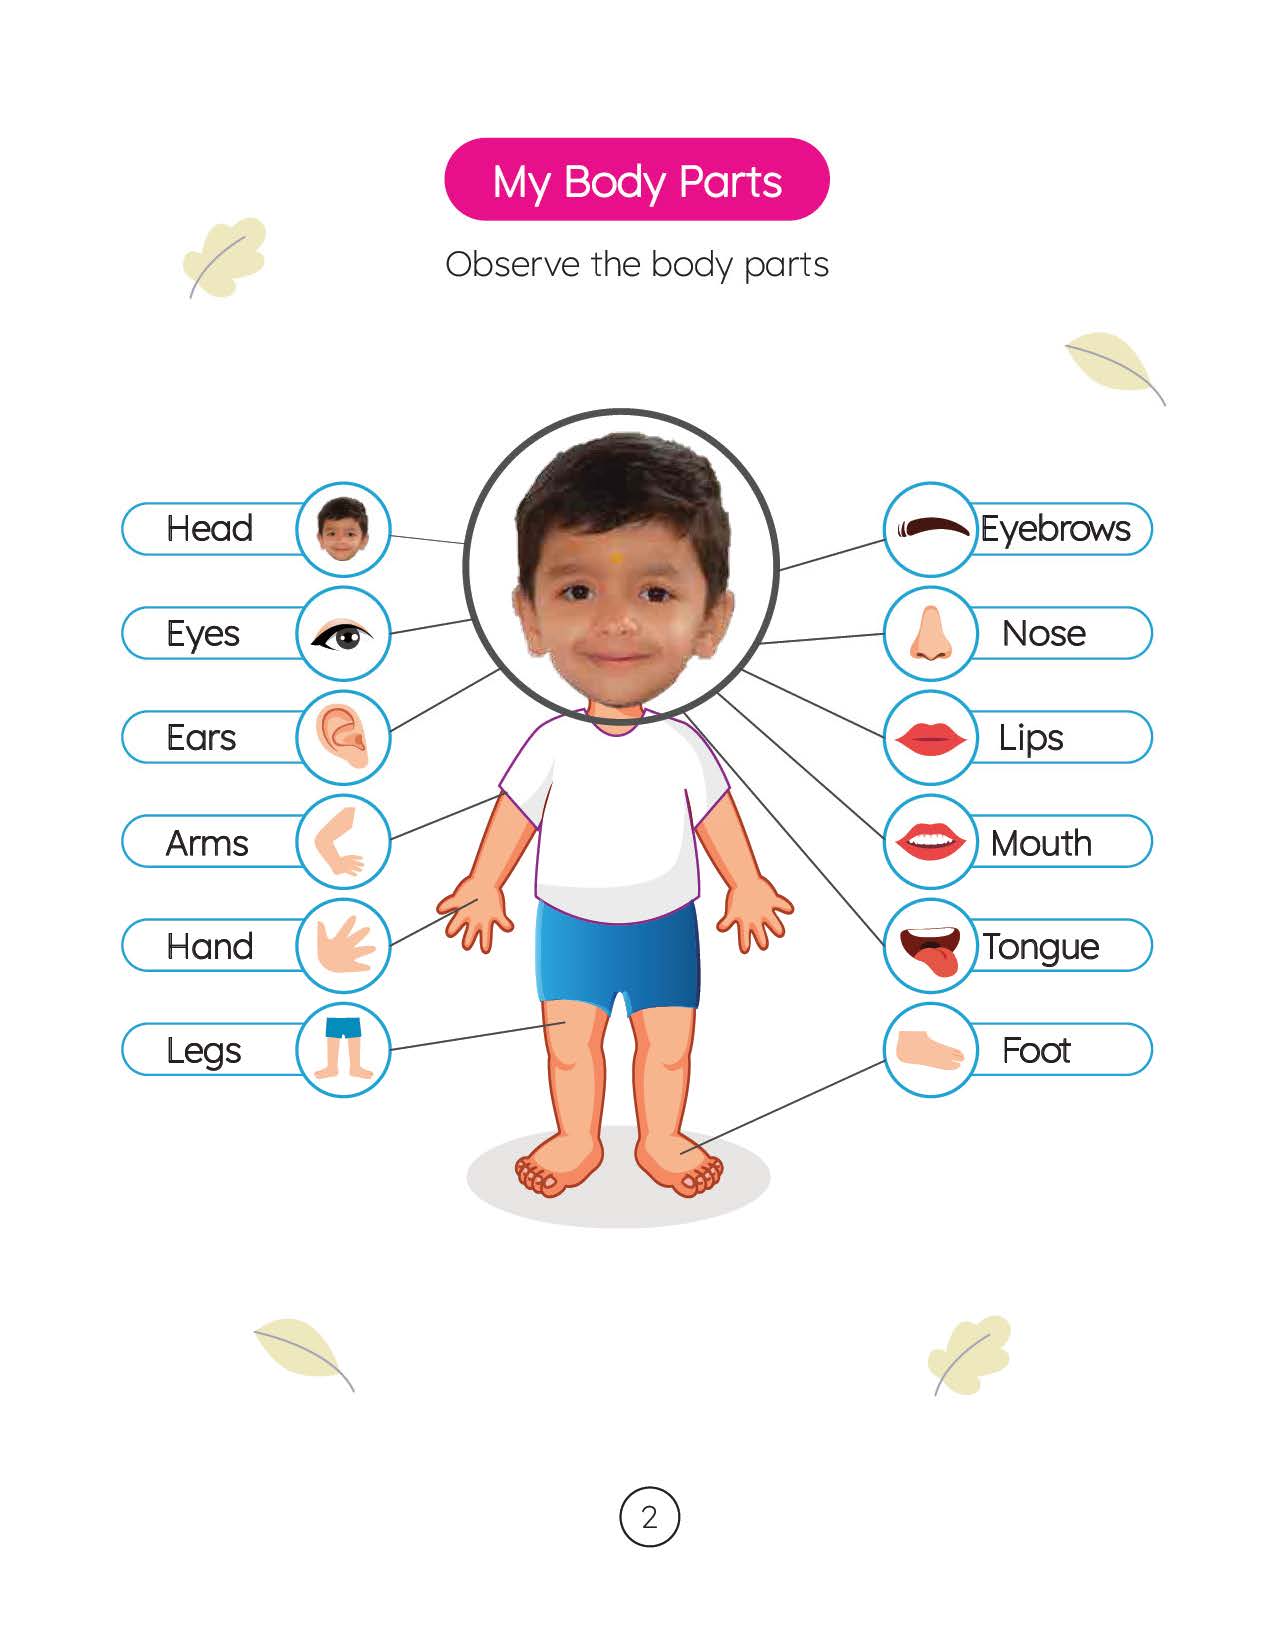 My Body Parts
Observe the body parts
Head
Eyes
Ears
Arms
Hand
Legs
Eyebrows
Nose
Lips
Mouth
Tongue
Foot
2